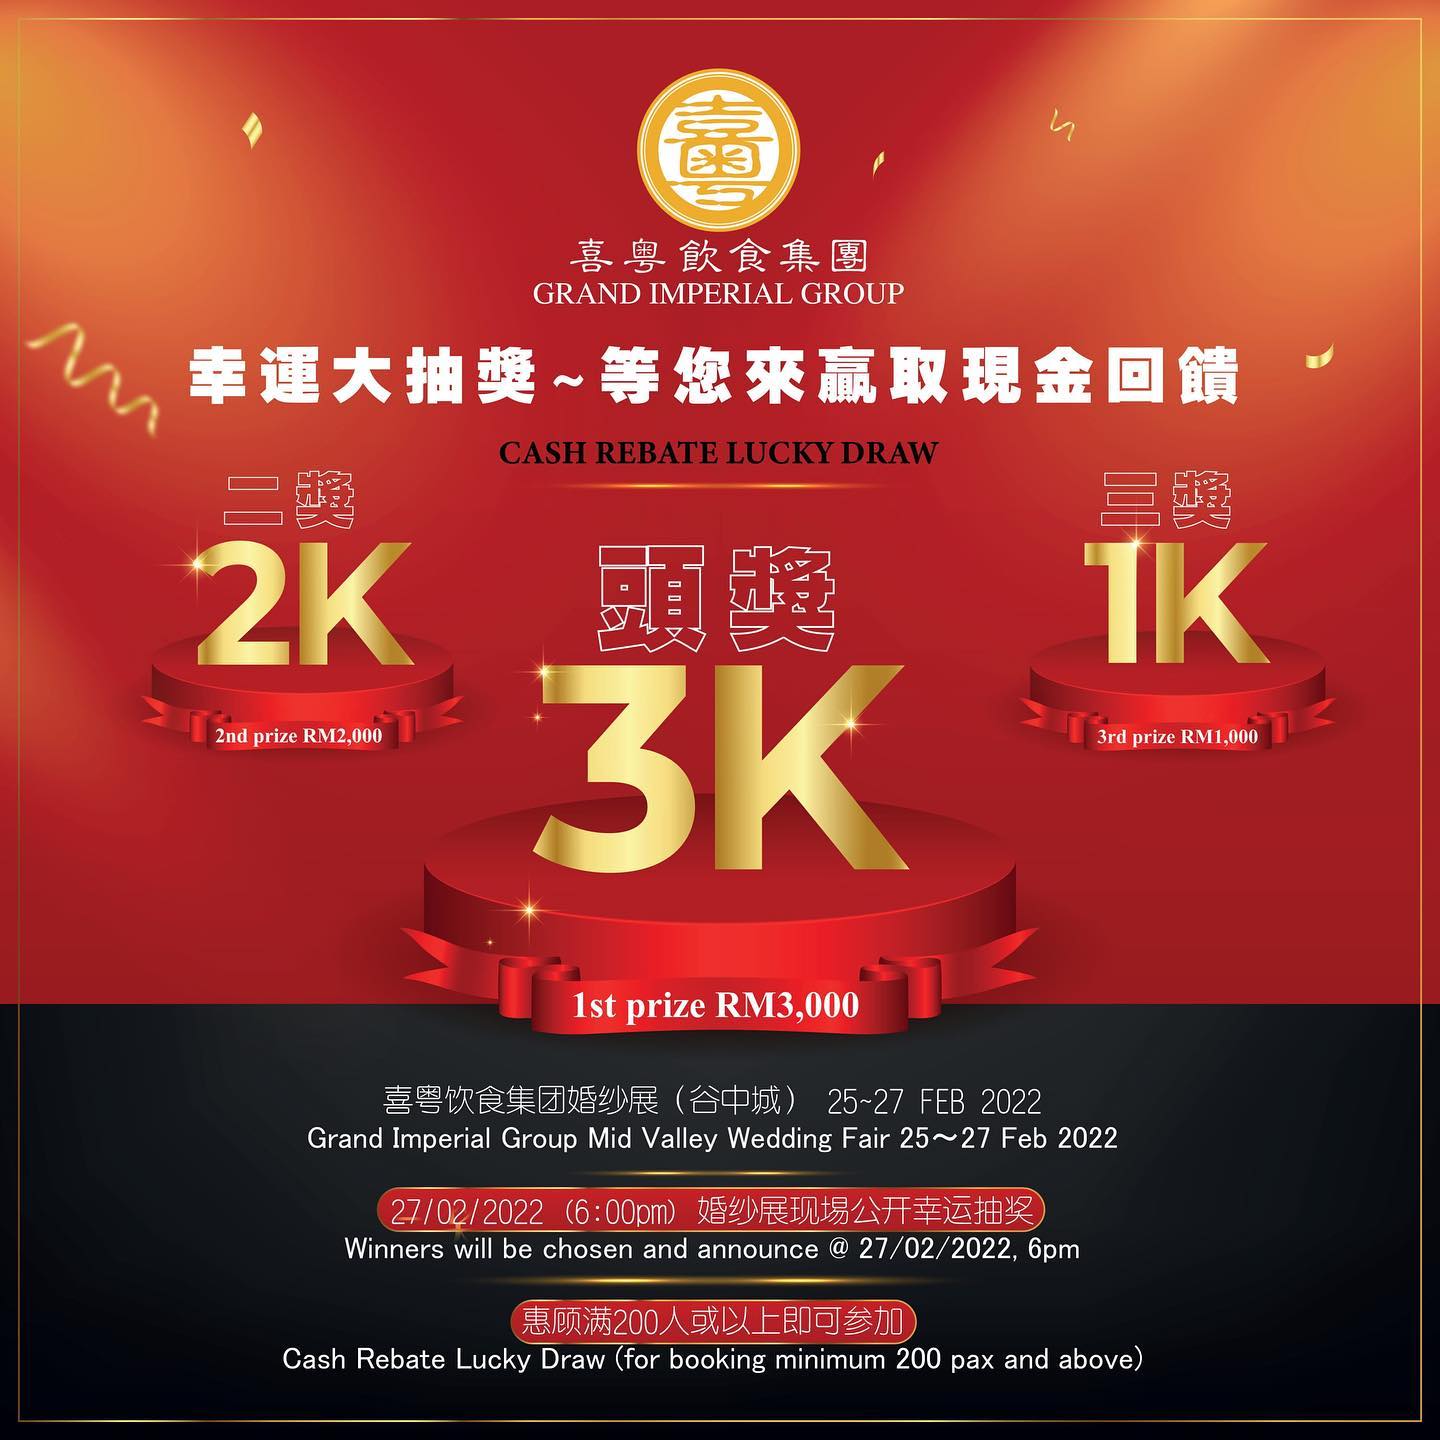 喜粤飲食集團
GRAND IMPERIAL GROUP
幸運大抽獎~等您來贏取現金回饋
CASH REBATE LUCKY DRAW
二獎
2K
2nd prize RM2,000
頭獎
3K
1st prize RM3,000
三獎
1K
3rd prize RM1,000
喜粤饮食集团婚纱展（谷中城） 25~27 FEB 2022
Grand Imperial Group Mid Valley Wedding Fair 25～27 Feb 2022
27/02/2022 (6:00pm) 婚纱展现埸公开幸运抽奖
Winners will be chosen and announce @ 27/02/2022, 6pm
惠顾满200人或以上即可参加
Cash Rebate Lucky Draw (for booking minimum 200 pax and above)